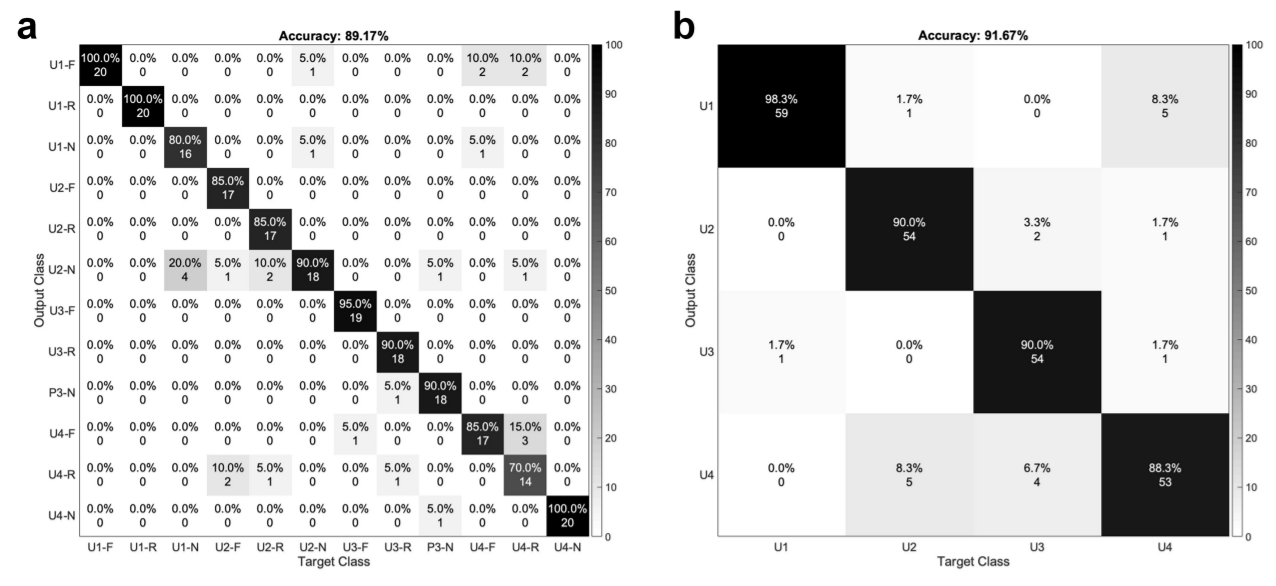 a
Accuracy: 89.17%
U1-F 100.0% 0.0% 0.0% 0.0% 0.0% 5.0% 0.0% 0.0% 0.0% 10.0% 10.0% 0.0%
20 0 0 0 0 1 0 0 0 2 2 0
U1-R 0.0% 100.0% 0.0% 0.0% 0.0% 0.0% 0.0% 0.0% 0.0% 0.0% 0.0% 0.0%
0 20 0 0 0 0 0 0 0 0 0 0
U1-N 0.0% 0.0% 80.0% 0.0% 0.0% 5.0% 0.0% 0.0% 0.0% 5.0% 0.0% 0.0%
0 0 16 0 0 1 0 0 0 1 0 0
U2-F 0.0% 0.0% 0.0% 85.0% 0.0% 0.0% 0.0% 0.0% 0.0% 0.0% 0.0% 0.0%
0 0 0 17 0 0 0 0 0 0 0 0
U2-R 0.0% 0.0% 0.0% 0.0% 85.0% 0.0% 0.0% 0.0% 0.0% 0.0% 0.0% 0.0%
0 0 0 0 17 0 0 0 0 0 0 0
U2-N 0.0% 0.0% 20.0% 5.0% 10.0% 90.0% 0.0% 0.0% 5.0% 0.0% 5.0% 0.0%
0 0 4 1 2 18 0 0 1 0 1 0
U3-F 0.0% 0.0% 0.0% 0.0% 0.0% 0.0% 95.0% 0.0% 0.0% 0.0% 0.0% 0.0%
0 0 0 0 0 0 19 0 0 0 0 0
U3-R 0.0% 0.0% 0.0% 0.0% 0.0% 0.0% 0.0% 90.0% 0.0% 0.0% 0.0% 0.0%
0 0 0 0 0 0 0 18 0 0 0 0
P3-N 0.0% 0.0% 0.0% 0.0% 0.0% 0.0% 0.0% 5.0% 90.0% 0.0% 0.0% 0.0%
0 0 0 0 0 0 0 1 18 0 0 0
U4-F 0.0% 0.0% 0.0% 0.0% 0.0% 0.0% 5.0% 0.0% 0.0% 85.0% 15.0% 0.0%
0 0 0 0 0 0 1 0 0 17 3 0
U4-R 0.0% 0.0% 0.0% 10.0% 5.0% 0.0% 0.0% 5.0% 0.0% 0.0% 70.0% 0.0%
0 0 0 2 1 0 0 1 0 0 14 0
U4-N 0.0% 0.0% 0.0% 0.0% 0.0% 0.0% 0.0% 0.0% 5.0% 0.0% 0.0% 100.0%
0 0 0 0 0 0 0 0 1 0 0 20
U1-F U1-R U1-N U2-F U2-R U2-N U3-F U3-R P3-N U4-F U4-R U4-N
Target Class
Output Class
100
90
80
70
60
50
40
30
20
10
0
b
Accuracy: 91.67%
U1 98.3% 1.7% 0.0% 8.3%
59 1 0 5
U2 0.0% 90.0% 3.3% 1.7%
0 54 2 1
U3 1.7% 0.0% 90.0% 1.7%
1 0 54 1
U4 0.0% 8.3% 6.7% 88.3%
0 5 4 53
U1 U2 U3 U4
Target Class
Output Class
100
90
80
70
60
50
40
30
20
10
0